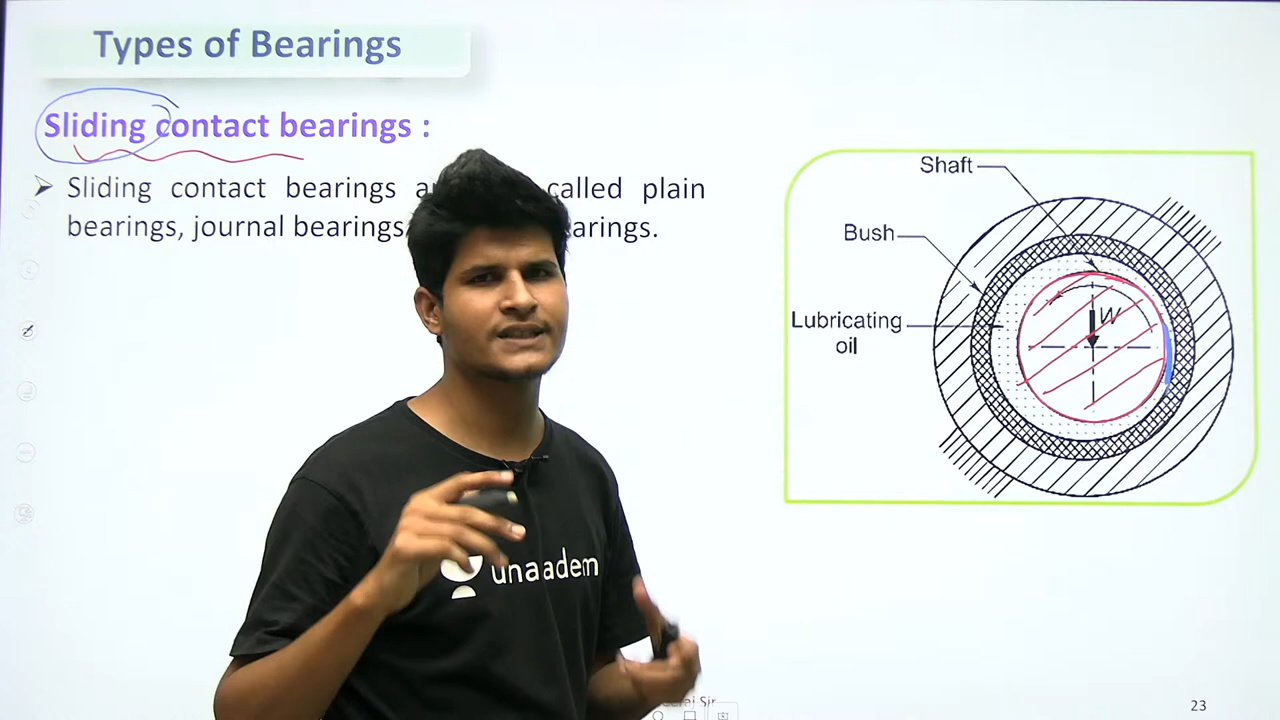 Types of Bearings
Sliding contact bearings :
Sliding contact bearings called plain
bearings, journal bearings
Shaft
Bush
Lubricating
oil
W
unaadem
Sir
23